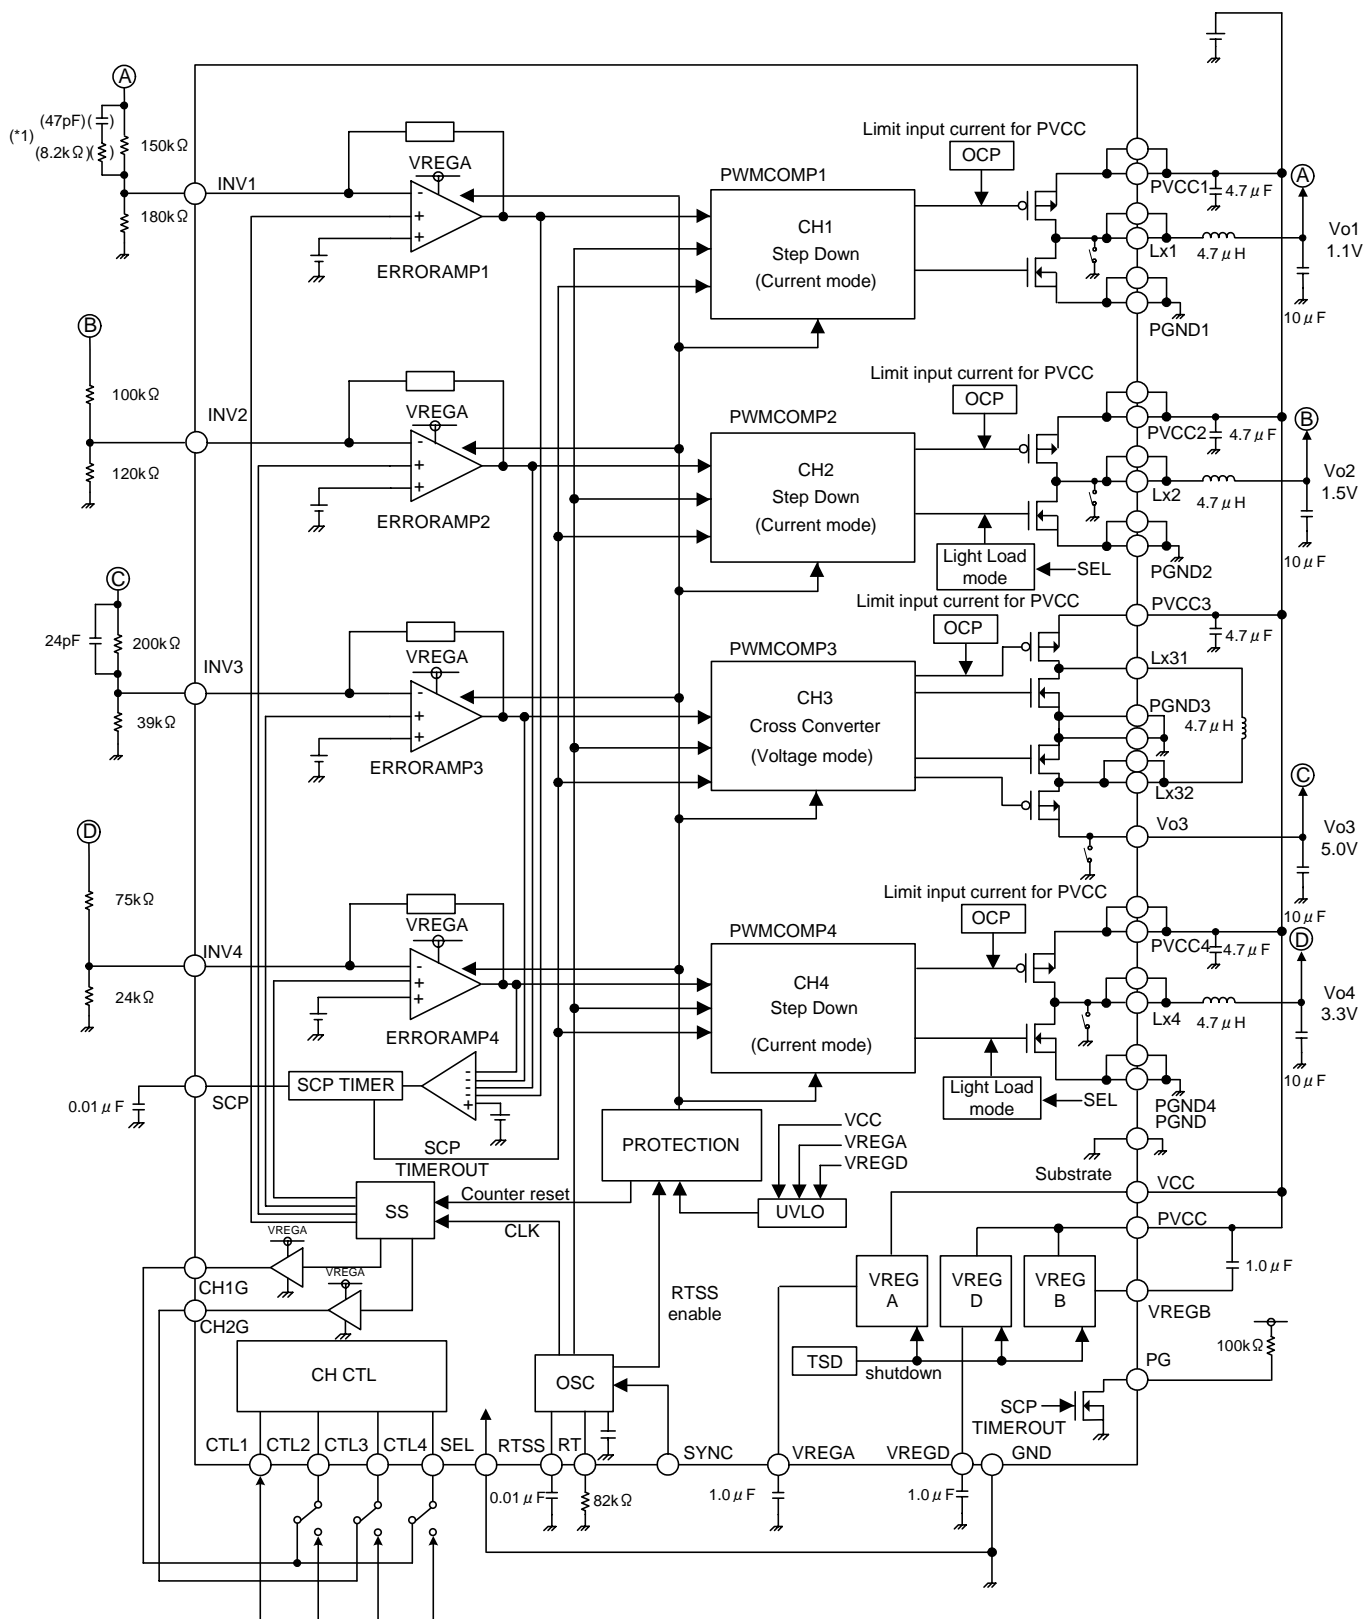 A
(47pF)
(*1)
(8.2kΩ)
150kΩ
180kΩ
INV1
VREGA
-
+
+
ERRORAMP1
PWMCOMP1
CH1
Step Down
(Current mode)
Limit input current for PVCC
OCP
PVCC1
4.7μF
A
Lx1
4.7μH
Vo1
1.1V
10μF
PGND1
B
100kΩ
120kΩ
INV2
VREGA
-
+
+
ERRORAMP2
PWMCOMP2
CH2
Step Down
(Current mode)
Limit input current for PVCC
OCP
PVCC2
4.7μF
B
Lx2
4.7μH
Vo2
1.5V
10μF
PGND2
Light Load
mode
SEL
C
24pF
200kΩ
39kΩ
INV3
VREGA
-
+
+
ERRORAMP3
PWMCOMP3
CH3
Cross Converter
(Voltage mode)
Limit input current for PVCC
OCP
PVCC3
4.7μF
Lx31
PGND3
4.7μH
Lx32
C
Vo3
Vo3
5.0V
10μF
D
75kΩ
24kΩ
INV4
VREGA
-
+
+
ERRORAMP4
PWMCOMP4
CH4
Step Down
(Current mode)
Limit input current for PVCC
OCP
PVCC4
4.7μF
D
Lx4
4.7μH
Vo4
3.3V
10μF
PGND4
PGND
Light Load
mode
SEL
0.01μF
SCP
SCP TIMER
-
-
-
-
+
SCP
TIMEROUT
PROTECTION
VCC
VREGA
VREGD
UVLO
Substrate
VCC
PVCC
SS
Counter reset
CLK
VREGA
CH1G
VREGA
CH2G
RTSS
enable
VREG
A
VREG
D
VREG
B
1.0μF
VREGB
TSD
shutdown
100kΩ
PG
SCP
TIMEROUT
CH CTL
OSC
CTL1
CTL2
CTL3
CTL4
SEL
RTSS
RT
SYNC
VREGA
VREGD
GND
0.01μF
82kΩ
1.0μF
1.0μF